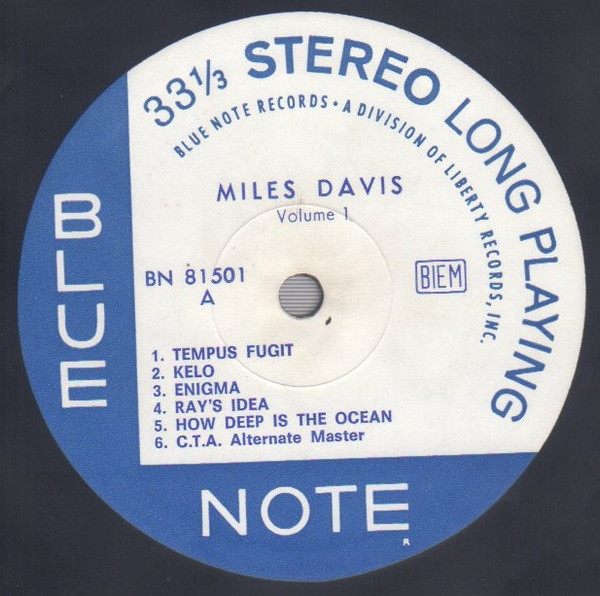 33⅓ STEREO LONG PLAYING
BLUE NOTE RECORDS • A DIVISION OF LIBERTY RECORDS, INC.
MILES DAVIS
Volume 1
BN 81501
A
BIEM
1. TEMPUS FUGIT
2. KELO
3. ENIGMA
4. RAY'S IDEA
5. HOW DEEP IS THE OCEAN
6. C.T.A. Alternate Master
BLUE
NOTE
R